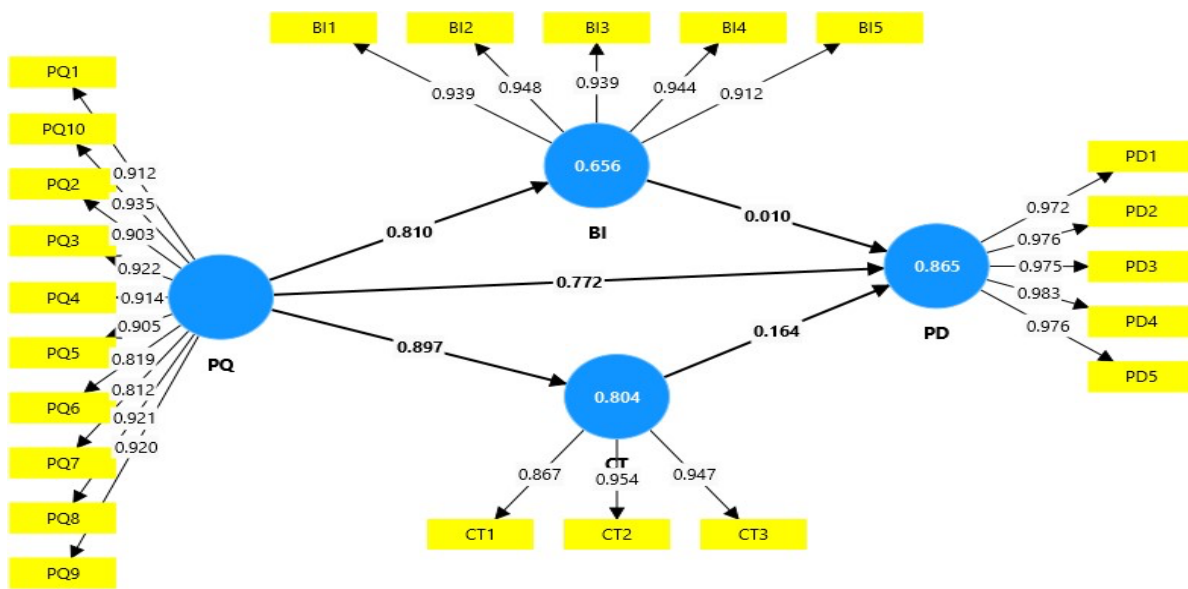 BI1
BI2
BI3
BI4
BI5
PQ1
PQ10
PQ2
PQ3
PQ4
PQ5
PQ6
PQ7
PQ8
PQ9
0.912
0.935
0.903
0.922
0.914
0.905
0.819
0.812
0.921
0.920
PQ
0.939
0.948
0.939
0.944
0.912
0.656
BI
0.810
0.010
0.772
0.897
0.164
0.804
CT
0.867
0.954
0.947
CT1
CT2
CT3
0.865
PD
0.972
0.976
0.975
0.983
0.976
PD1
PD2
PD3
PD4
PD5